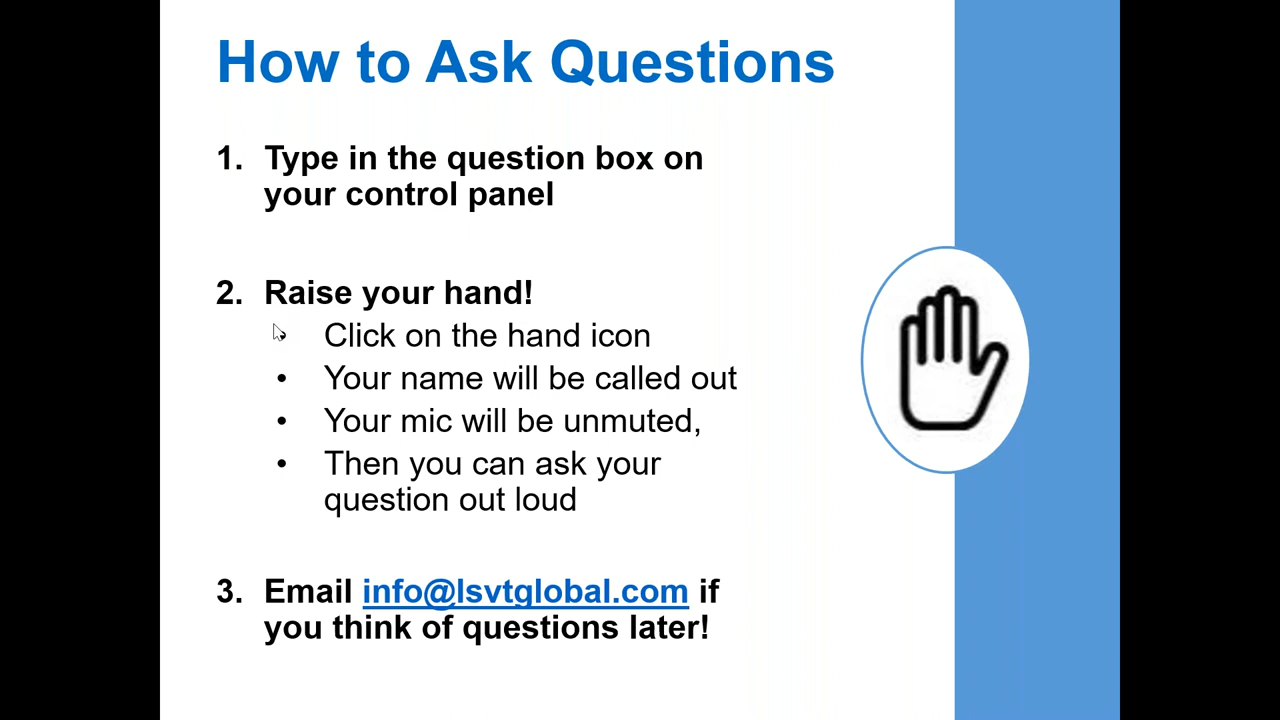 How to Ask Questions
1. Type in the question box on
your control panel
2. Raise your hand!
Click on the hand icon
• Your name will be called out
• Your mic will be unmuted,
• Then you can ask your
question out loud
3. Email info@lsvtglobal.com if
you think of questions later!